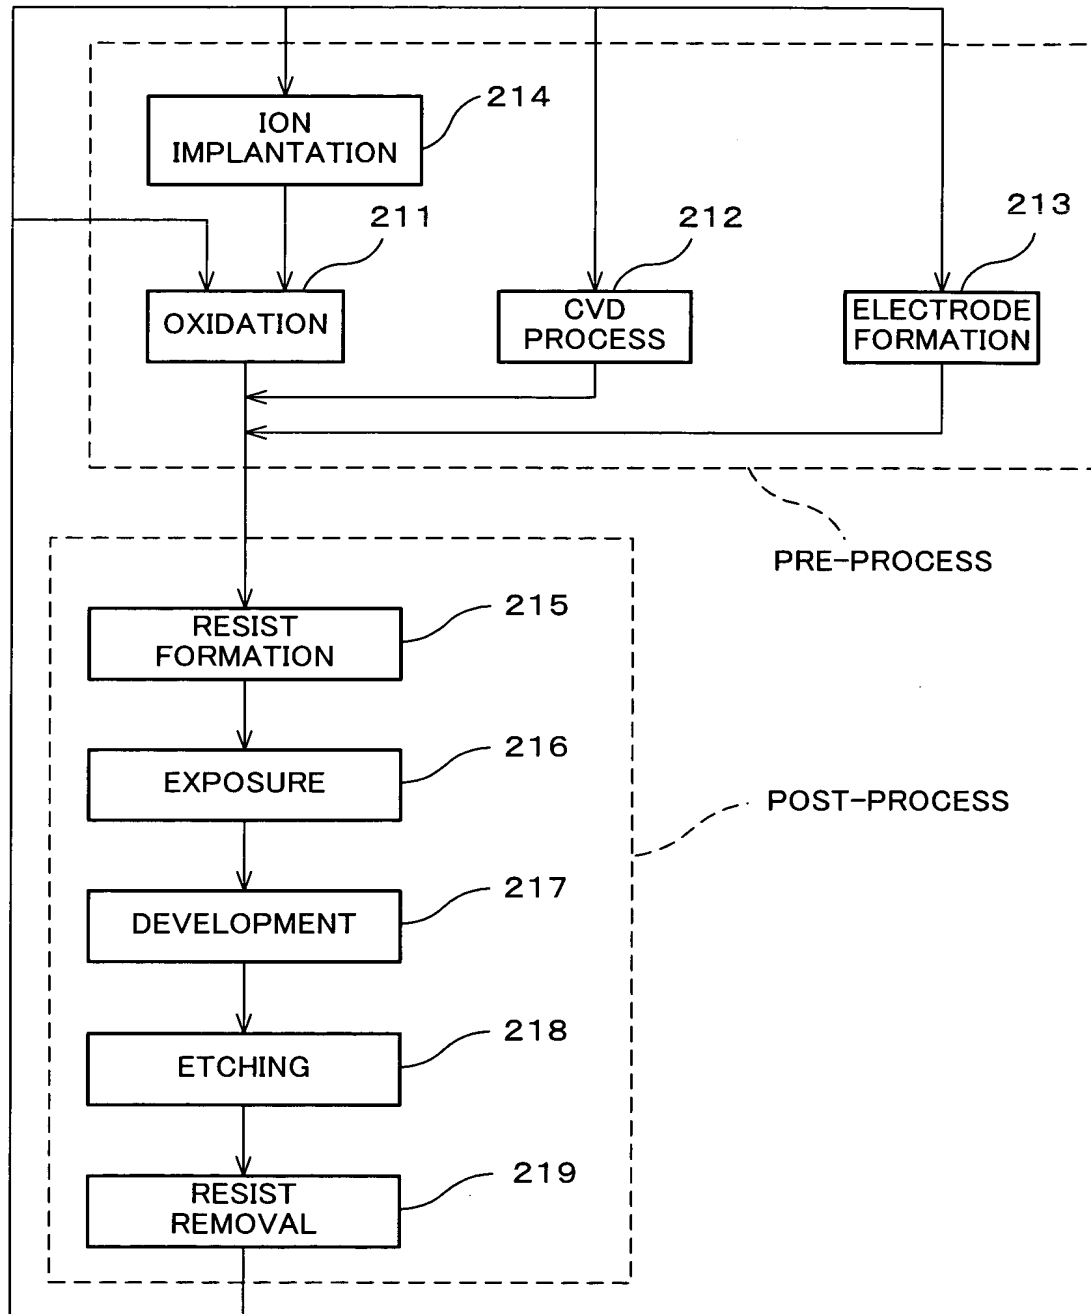 214
ION
IMPLANTATION
211
212
213
OXIDATION
CVD
PROCESS
ELECTRODE
FORMATION
PRE-PROCESS
215
RESIST
FORMATION
216
EXPOSURE
POST-PROCESS
217
DEVELOPMENT
218
ETCHING
219
RESIST
REMOVAL